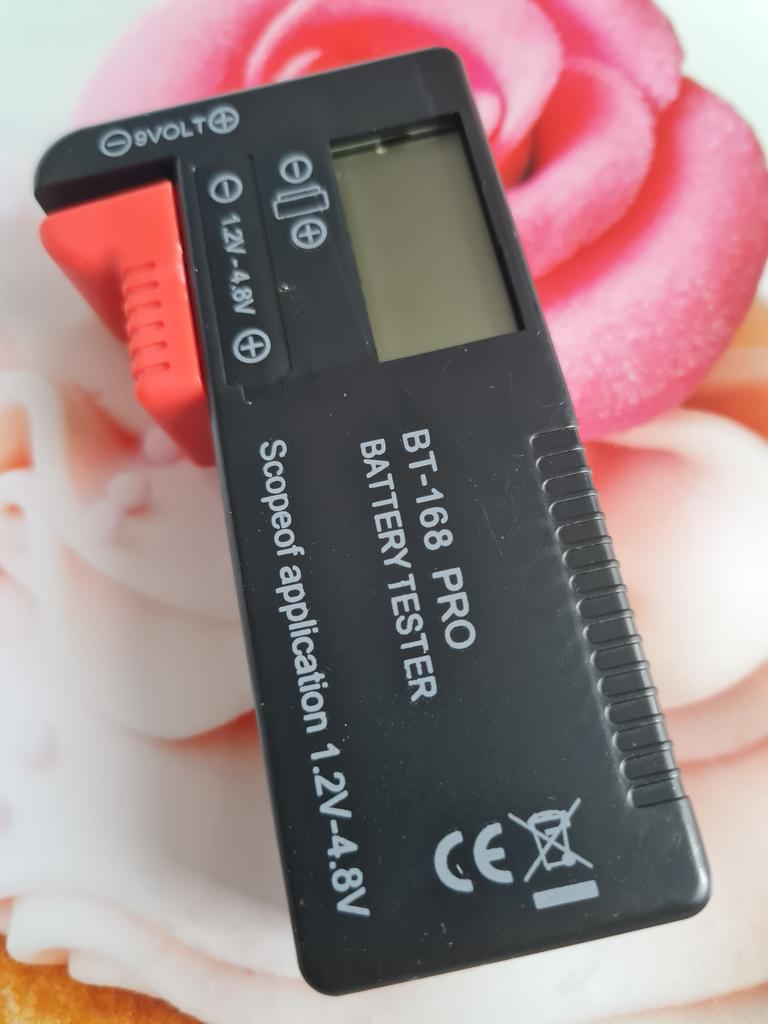 ⊖9VOLT⊕
⊖ 1.2V-4.8V ⊕
⊖ ⊕
BT-168 PRO
BATTERY TESTER
Scopeof application 1.2V-4.8V
CE